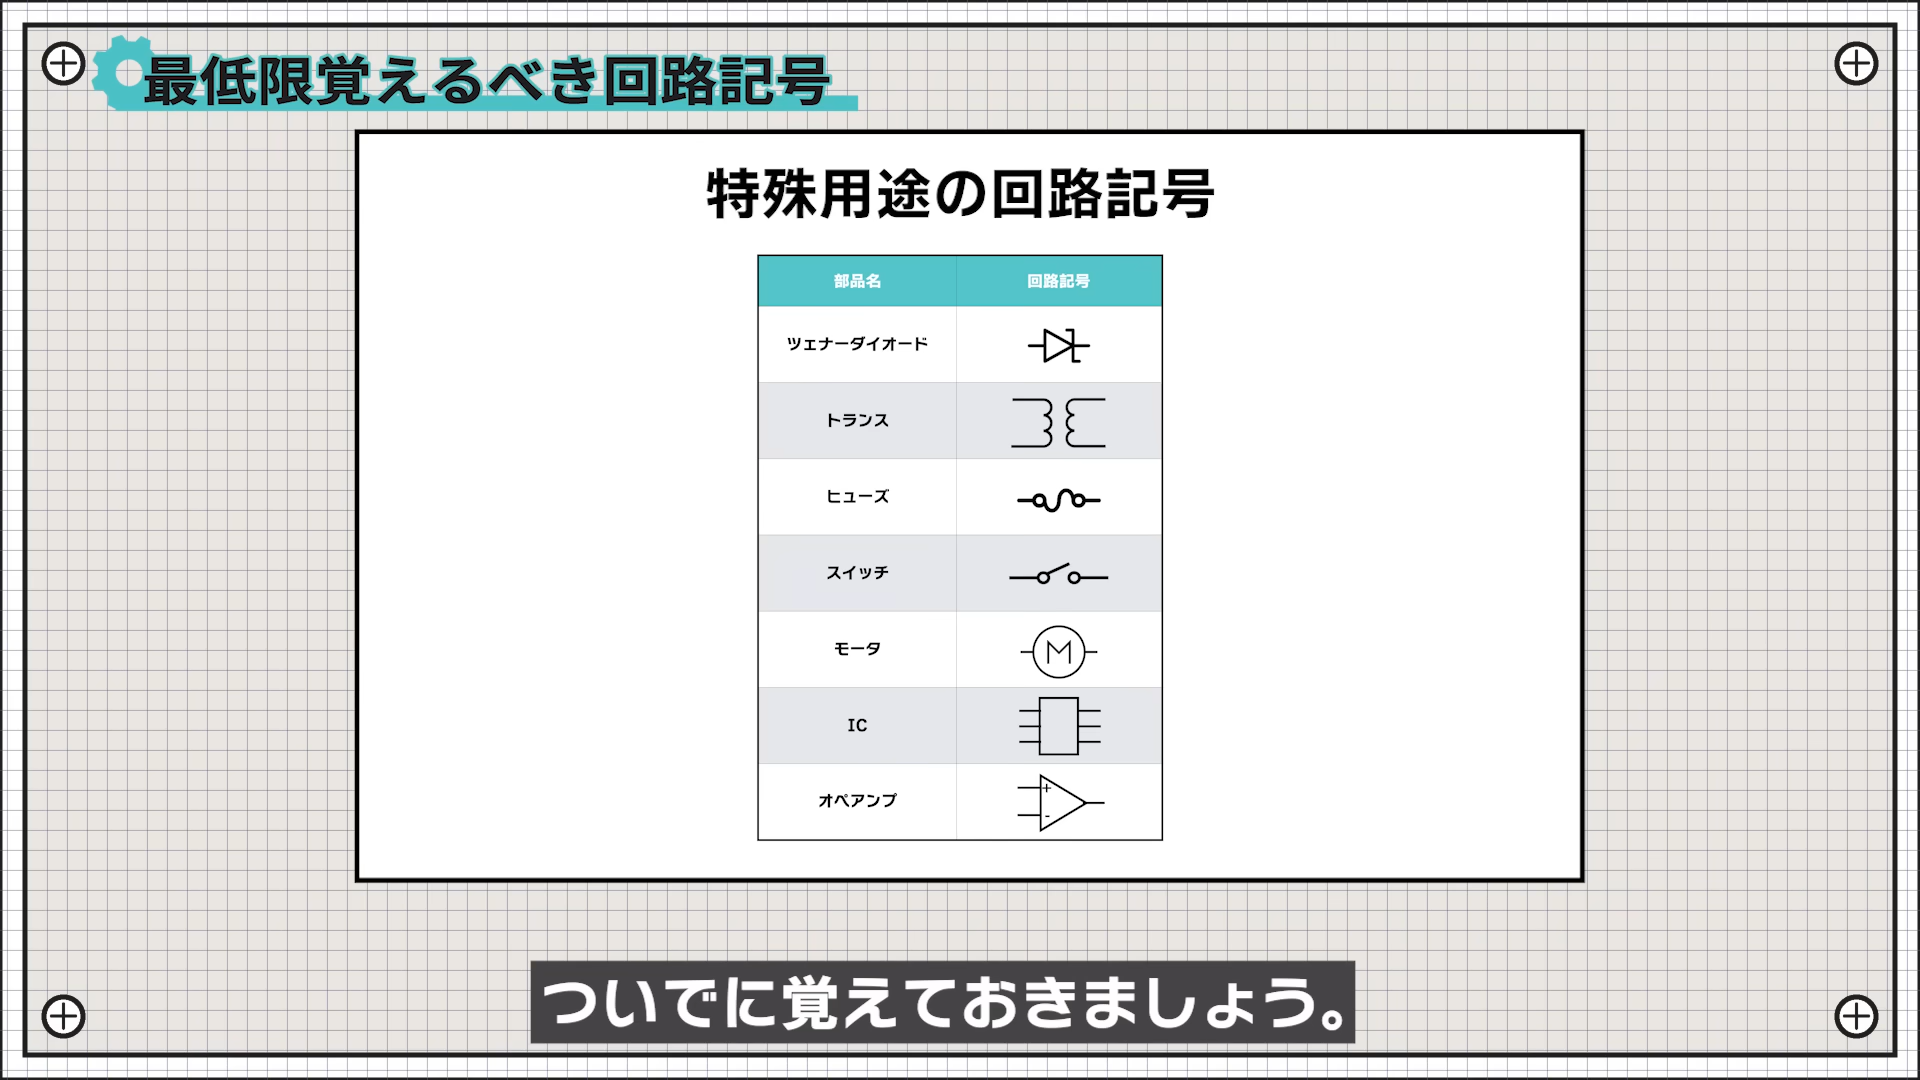 最低限覚えるべき回路記号
特殊用途の回路記号
部品名 回路記号
ツェナーダイオード
トランス
ヒューズ
スイッチ
モータ M
IC
オペアンプ + -
ついでに覚えておきましょう。